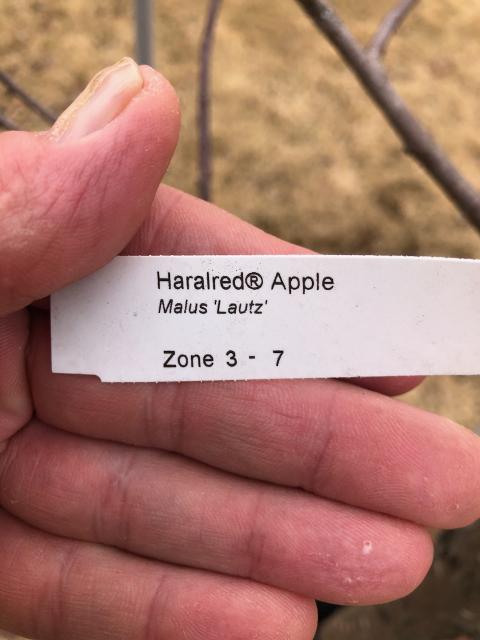 Haralred® Apple
Malus 'Lautz'
Zone 3 - 7